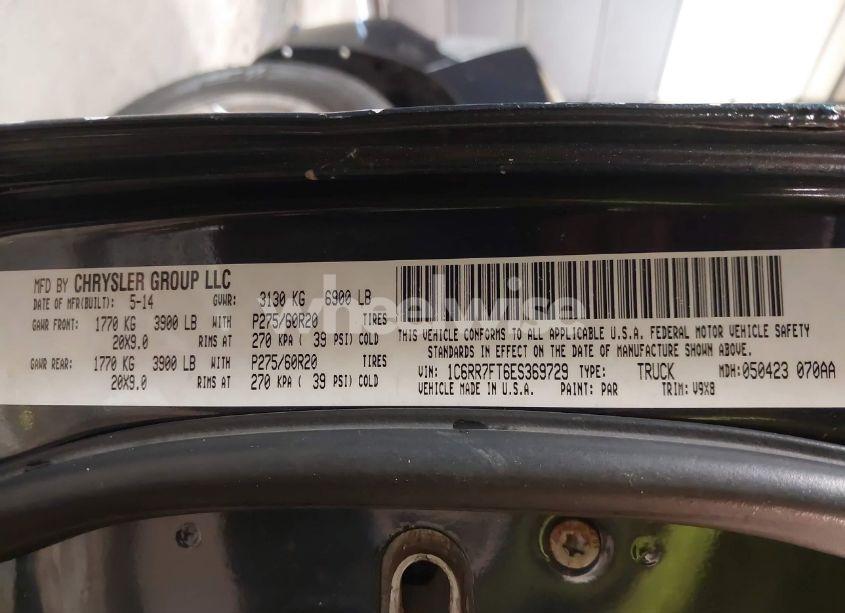 MFD BY CHRYSLER GROUP LLC
DATE OF MFR(BUILT): 5-14 GVWR: 3130 KG 6900 LB
GAWR FRONT: 1770 KG 3900 LB WITH P275/60R20 TIRES
20X9.0 RIMS AT 270 KPA ( 39 PSI) COLD
GAWR REAR: 1770 KG 3900 LB WITH P275/60R20 TIRES
20X9.0 RIMS AT 270 KPA ( 39 PSI) COLD
THIS VEHICLE CONFORMS TO ALL APPLICABLE U.S.A. FEDERAL MOTOR VEHICLE SAFETY
STANDARDS IN EFFECT ON THE DATE OF MANUFACTURE SHOWN ABOVE.
VIN: 1C6RR7FT6ES369729 TYPE: TRUCK MDH:050423 070AA
VEHICLE MADE IN U.S.A. PAINT: PAR TRIM: V9X8
wheelwise